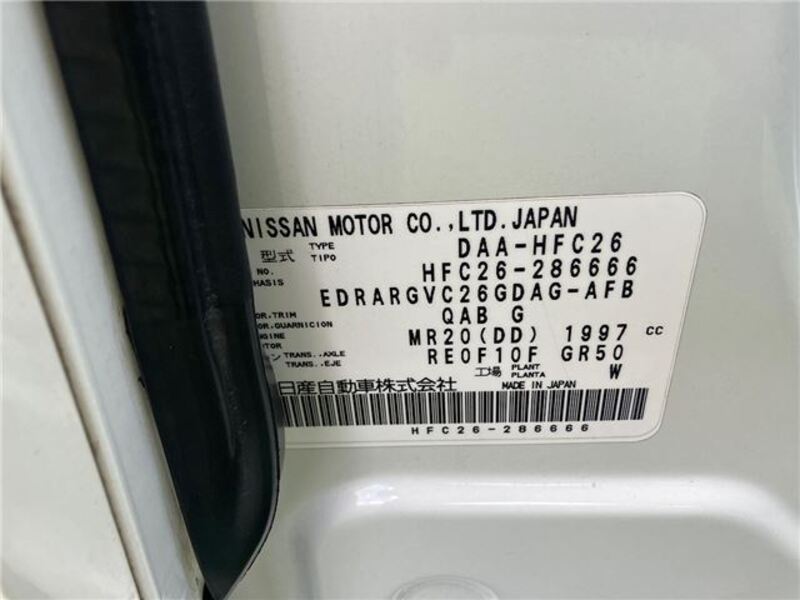 NISSAN MOTOR CO.,LTD.JAPAN
型式 TYPE TIPO DAA-HFC26
NO. HFC26-286666
HASIS
EDRARGVC26GDAG-AFB
OR.TRIM QAB G
OR.GUARNICION
ENGINE MR20(DD) 1997 cc
OTOR
ン TRANS..AXLE RE0F10F GR50
TRANS..EJE
工場 PLANT PLANTA W
日産自動車株式会社 MADE IN JAPAN
HFC26-286666